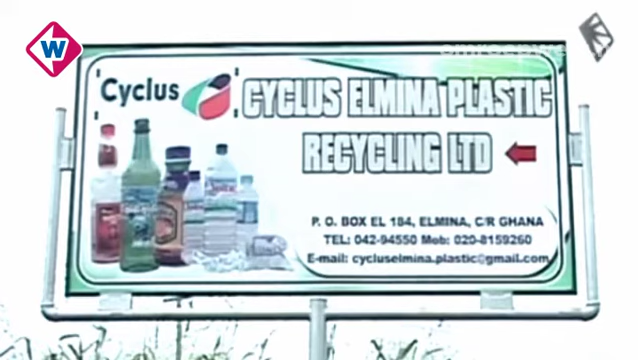 W
Cyclus
CYCLUS ELMINA PLASTIC
RECYCLING LTD
P. O. BOX EL 184, ELMINA, C/R GHANA
TEL: 042-94550 Mob: 020-8159260
E-mail: cycluselmina.plastic@gmail.com